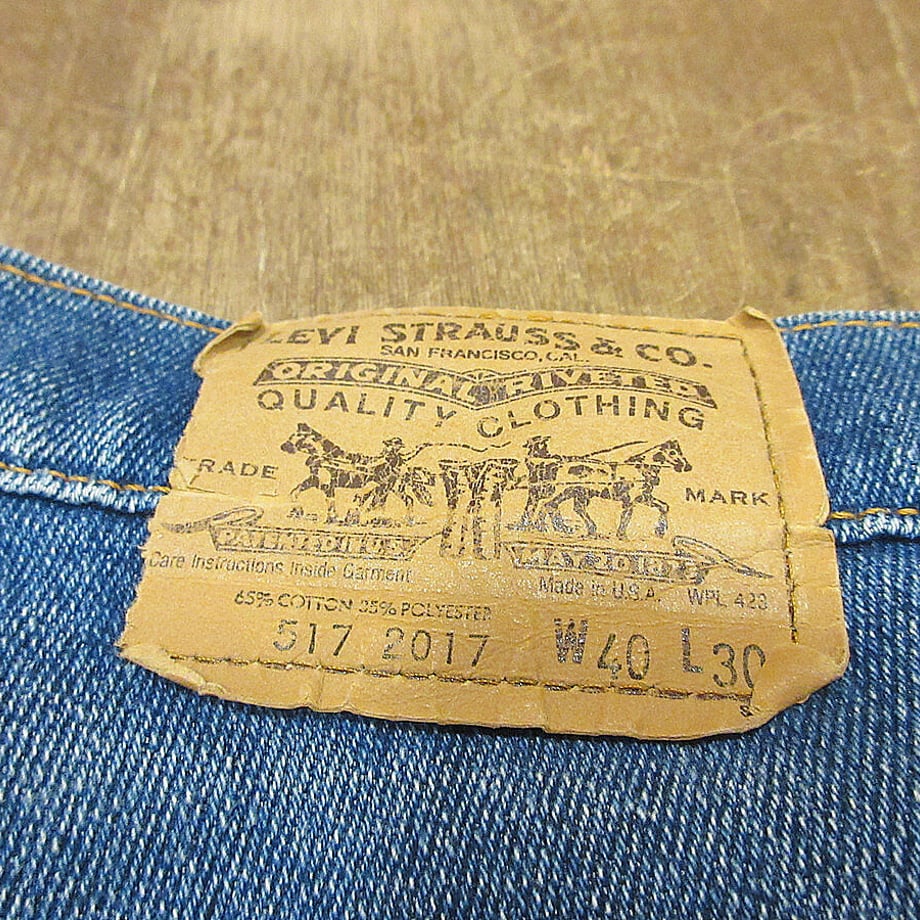 LEVI STRAUSS & CO.
SAN FRANCISCO, CAL.
ORIGINAL RIVETED
QUALITY CLOTHING
TRADE MARK
Care Instructions Inside Garment
Made in U.S.A. WPL 423
65% COTTON 35% POLYESTER
517 2017 W40 L30